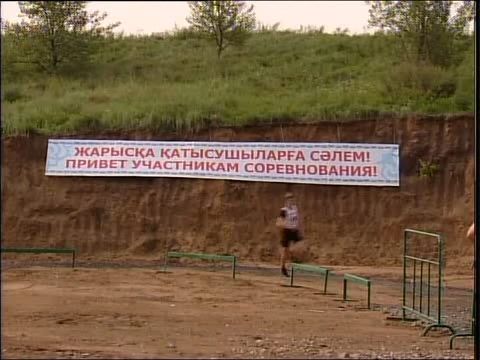 ЖАРЫСҚА ҚАТЫСУШЫЛАРҒА СӘЛЕМ!
ПРИВЕТ УЧАСТНИКАМ СОРЕВНОВАНИЯ!